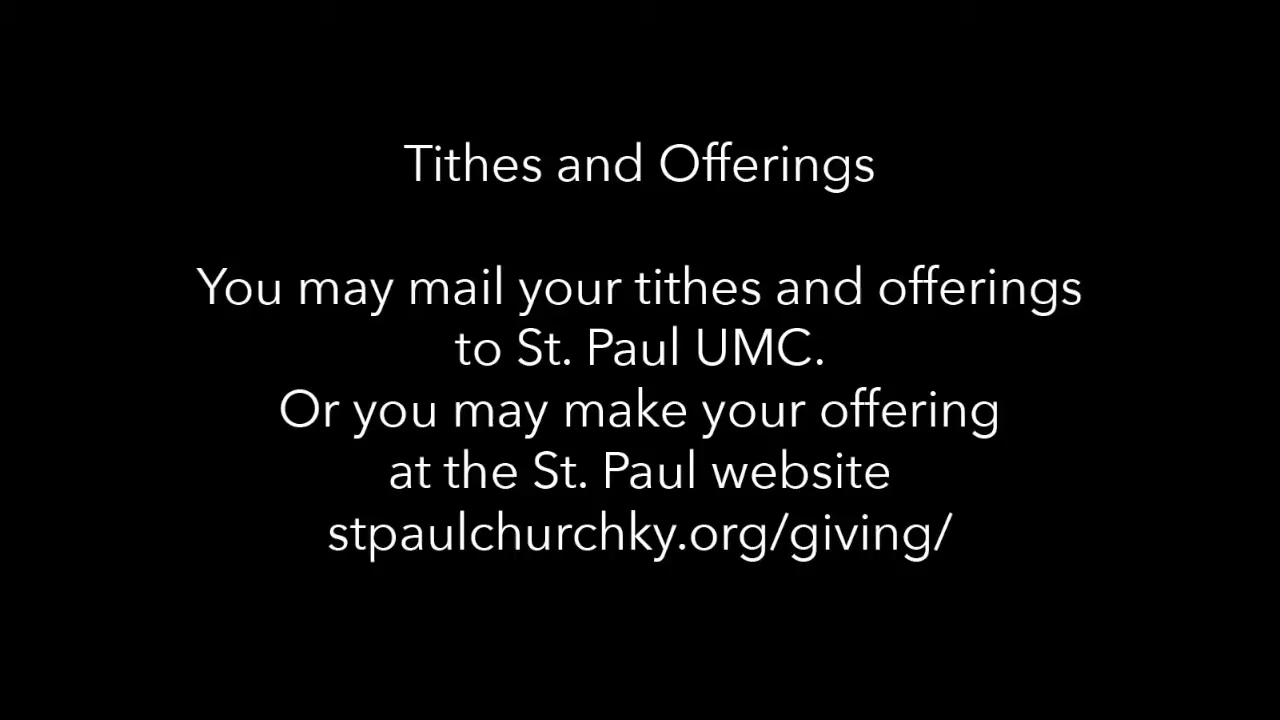 Tithes and Offerings
You may mail your tithes and offerings
to St. Paul UMC.
Or you may make your offering
at the St. Paul website
stpaulchurchky.org/giving/